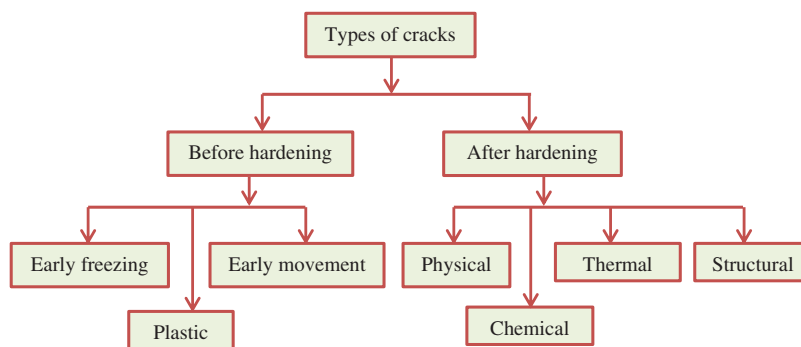 Types of cracks
Before hardening
After hardening
Early freezing
Early movement
Physical
Thermal
Structural
Plastic
Chemical